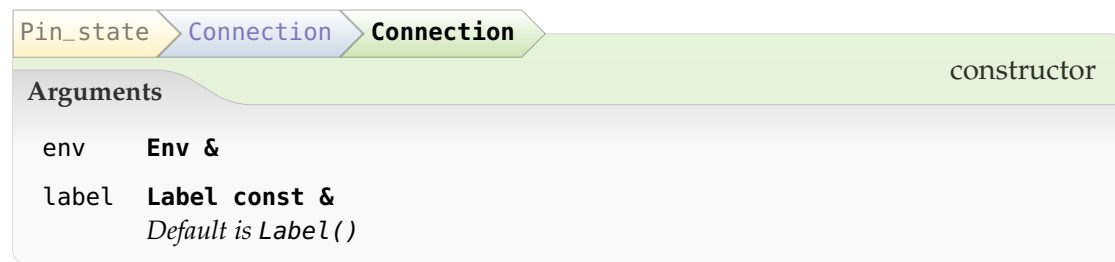 Pin_state Connection Connection
constructor
Arguments
env Env &
label Label const &
Default is Label()